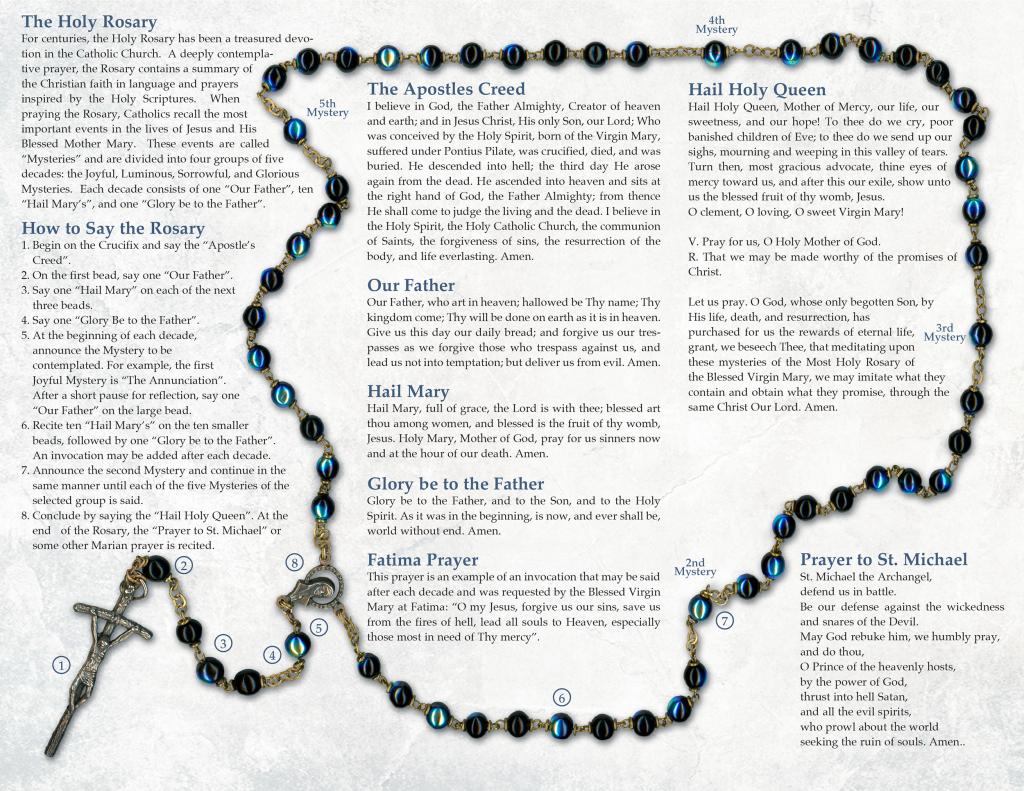 The Holy Rosary
For centuries, the Holy Rosary has been a treasured devo-
tion in the Catholic Church. A deeply contempla-
tive prayer, the Rosary contains a summary of
the Christian faith in language and prayers
inspired by the Holy Scriptures. When
praying the Rosary, Catholics recall the most
important events in the lives of Jesus and His
Blessed Mother Mary. These events are called
“Mysteries” and are divided into four groups of five
decades: the Joyful, Luminous, Sorrowful, and Glorious
Mysteries. Each decade consists of one “Our Father”, ten
“Hail Mary’s”, and one “Glory be to the Father”.
How to Say the Rosary
1. Begin on the Crucifix and say the “Apostle’s
Creed”.
2. On the first bead, say one “Our Father”.
3. Say one “Hail Mary” on each of the next
three beads.
4. Say one “Glory Be to the Father”.
5. At the beginning of each decade,
announce the Mystery to be
contemplated. For example, the first
Joyful Mystery is “The Annunciation”.
After a short pause for reflection, say one
“Our Father” on the large bead.
6. Recite ten “Hail Mary’s” on the ten smaller
beads, followed by one “Glory be to the Father”.
An invocation may be added after each decade.
7. Announce the second Mystery and continue in the
same manner until each of the five Mysteries of the
selected group is said.
8. Conclude by saying the “Hail Holy Queen”. At the
end of the Rosary, the “Prayer to St. Michael” or
some other Marian prayer is recited.
The Apostles Creed
I believe in God, the Father Almighty, Creator of heaven
and earth; and in Jesus Christ, His only Son, our Lord; Who
was conceived by the Holy Spirit, born of the Virgin Mary,
suffered under Pontius Pilate, was crucified, died, and was
buried. He descended into hell; the third day He arose
again from the dead. He ascended into heaven and sits at
the right hand of God, the Father Almighty; from thence
He shall come to judge the living and the dead. I believe in
the Holy Spirit, the Holy Catholic Church, the communion
of Saints, the forgiveness of sins, the resurrection of the
body, and life everlasting. Amen.
Our Father
Our Father, who art in heaven; hallowed be Thy name; Thy
kingdom come; Thy will be done on earth as it is in heaven.
Give us this day our daily bread; and forgive us our tres-
passes as we forgive those who trespass against us, and
lead us not into temptation; but deliver us from evil. Amen.
Hail Mary
Hail Mary, full of grace, the Lord is with thee; blessed art
thou among women, and blessed is the fruit of thy womb,
Jesus. Holy Mary, Mother of God, pray for us sinners now
and at the hour of our death. Amen.
Glory be to the Father
Glory be to the Father, and to the Son, and to the Holy
Spirit. As it was in the beginning, is now, and ever shall be,
world without end. Amen.
Fatima Prayer
This prayer is an example of an invocation that may be said
after each decade and was requested by the Blessed Virgin
Mary at Fatima: “O my Jesus, forgive us our sins, save us
from the fires of hell, lead all souls to Heaven, especially
those most in need of Thy mercy”.
Hail Holy Queen
Hail Holy Queen, Mother of Mercy, our life, our
sweetness, and our hope! To thee do we cry, poor
banished children of Eve; to thee do we send up our
sighs, mourning and weeping in this valley of tears.
Turn then, most gracious advocate, thine eyes of
mercy toward us, and after this our exile, show unto
us the blessed fruit of thy womb, Jesus.
O clement, O loving, O sweet Virgin Mary!
V. Pray for us, O Holy Mother of God.
R. That we may be made worthy of the promises of
Christ.
Let us pray. O God, whose only begotten Son, by
His life, death, and resurrection, has
purchased for us the rewards of eternal life,
grant, we beseech Thee, that meditating upon
these mysteries of the Most Holy Rosary of
the Blessed Virgin Mary, we may imitate what they
contain and obtain what they promise, through the
same Christ Our Lord. Amen.
Prayer to St. Michael
St. Michael the Archangel,
defend us in battle.
Be our defense against the wickedness
and snares of the Devil.
May God rebuke him, we humbly pray,
and do thou,
O Prince of the heavenly hosts,
by the power of God,
thrust into hell Satan,
and all the evil spirits,
who prowl about the world
seeking the ruin of souls. Amen..
1
2
3
4
5
6
7
8
2nd
Mystery
3rd
Mystery
4th
Mystery
5th
Mystery